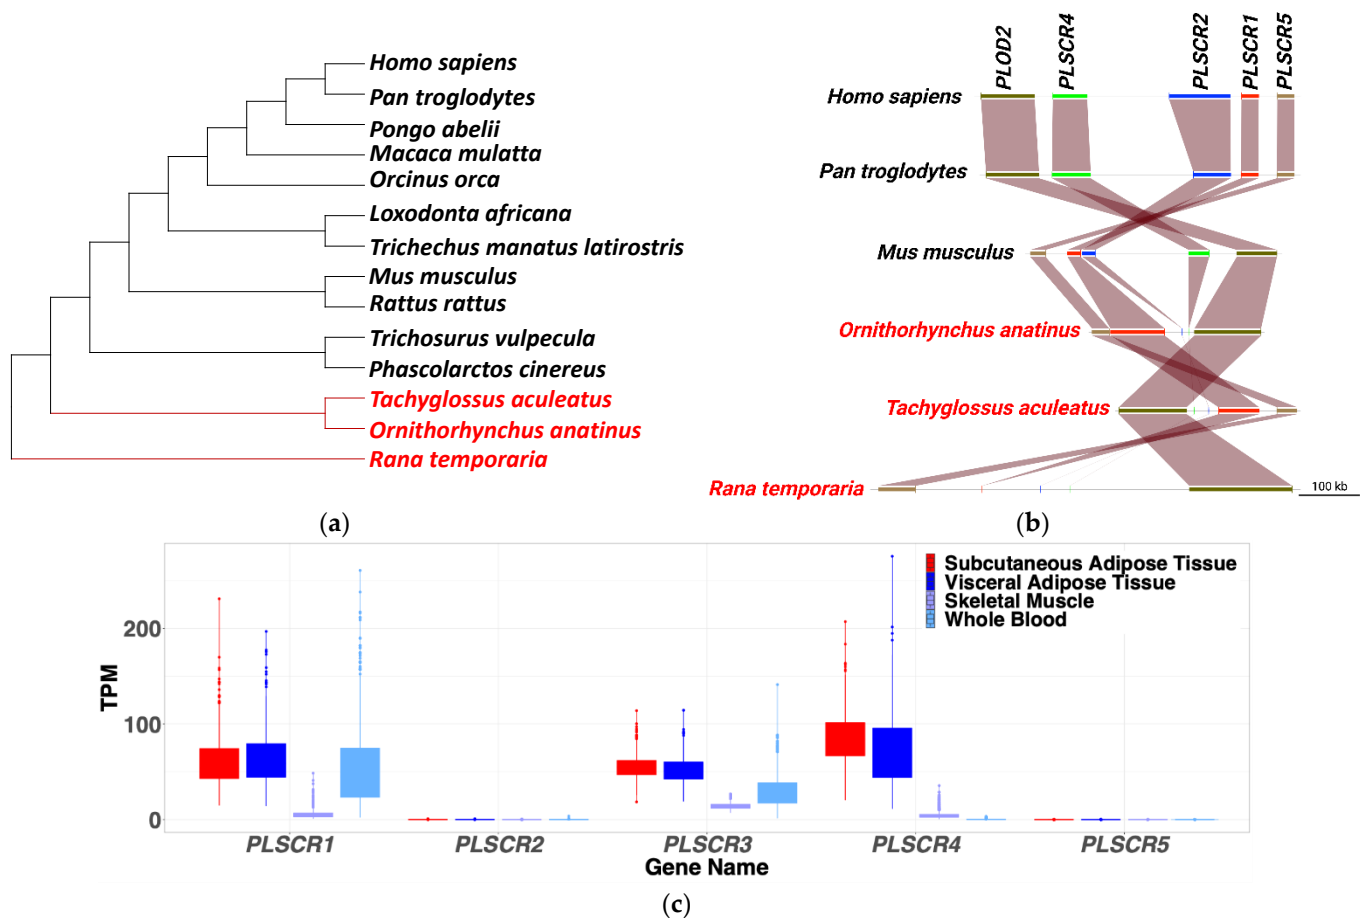 Homo sapiens
Pan troglodytes
Pongo abelii
Macaca mulatta
Orcinus orca
Loxodonta africana
Trichechus manatus latirostris
Mus musculus
Rattus rattus
Trichosurus vulpecula
Phascolarctos cinereus
Tachyglossus aculeatus
Ornithorhynchus anatinus
Rana temporaria
(a)
PLOD2
PLSCR4
PLSCR2
PLSCR1
PLSCR5
Homo sapiens
Pan troglodytes
Mus musculus
Ornithorhynchus anatinus
Tachyglossus aculeatus
Rana temporaria
100 kb
(b)
Subcutaneous Adipose Tissue
Visceral Adipose Tissue
Skeletal Muscle
Whole Blood
TPM
200
100
0
PLSCR1 PLSCR2 PLSCR3 PLSCR4 PLSCR5
Gene Name
(c)